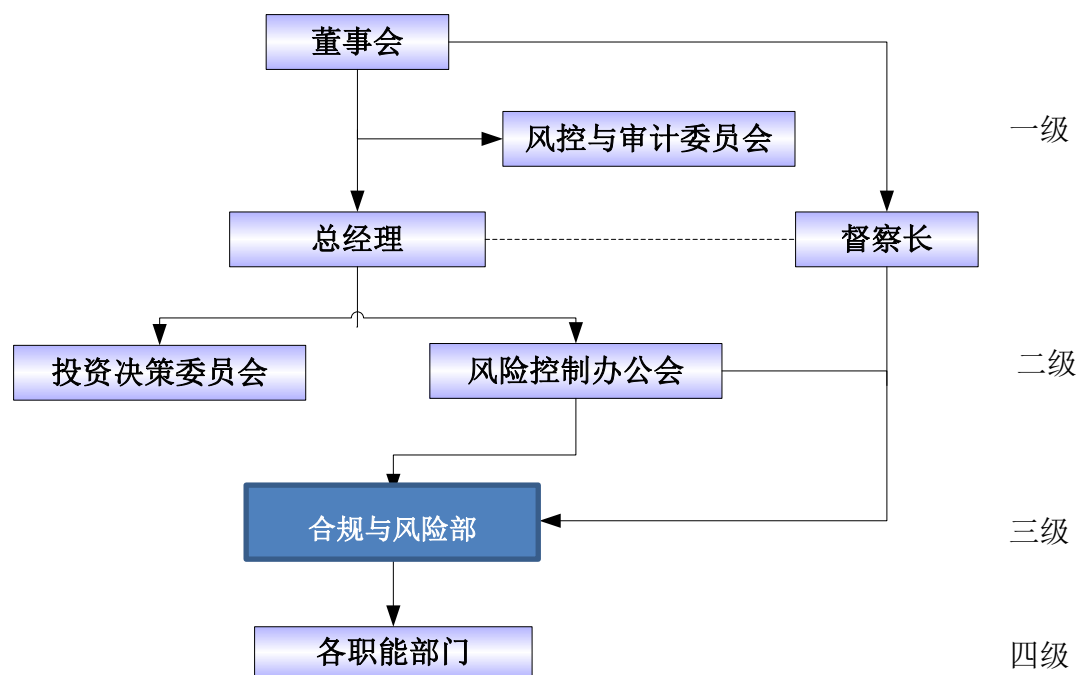 董事会
风控与审计委员会
一级
总经理
督察长
投资决策委员会
风险控制办公会
二级
合规与风险部
三级
各职能部门
四级